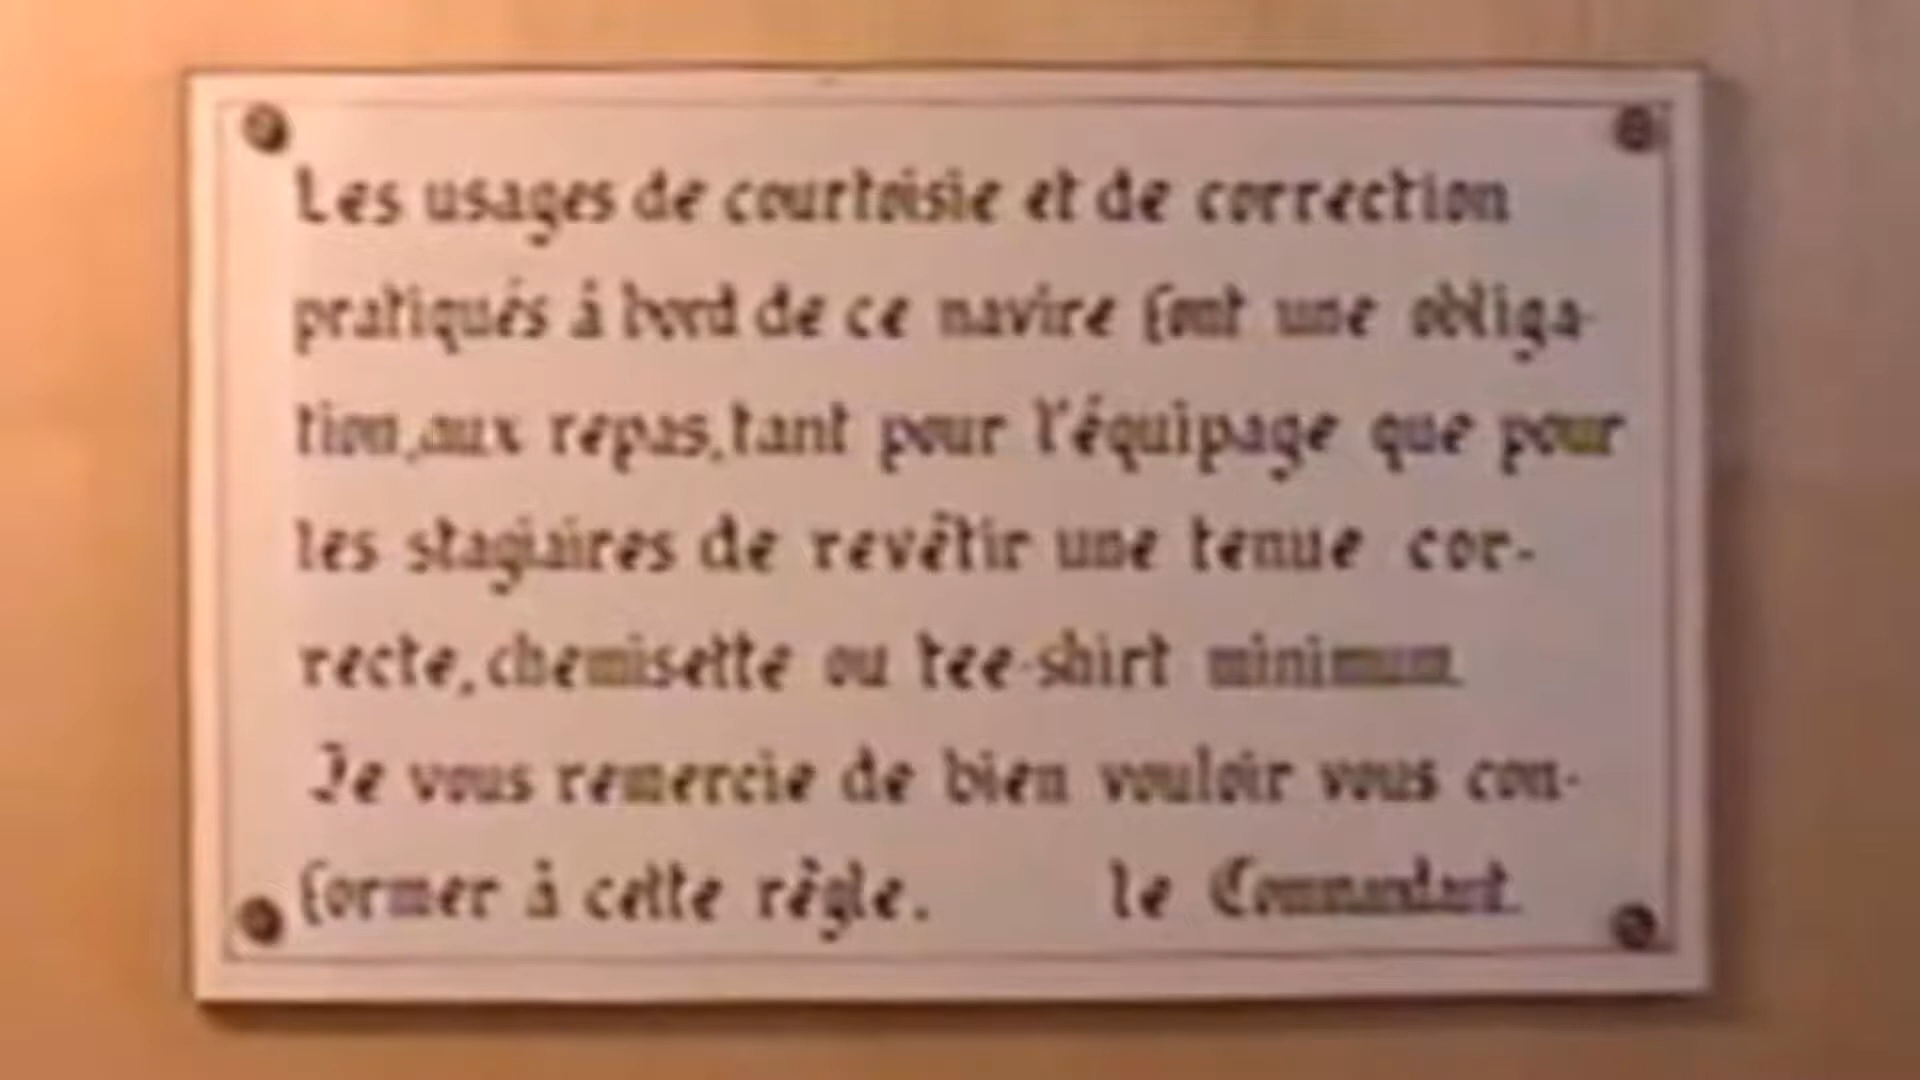 Les usages de courtoisie et de correction
pratiqués à bord de ce navire font une obliga-
tion, aux repas, tant pour l'équipage que pour
les stagiaires de revêtir une tenue cor-
recte, chemisette ou tee-shirt minimum.
Je vous remercie de bien vouloir vous con-
former à cette règle. le Commandant.